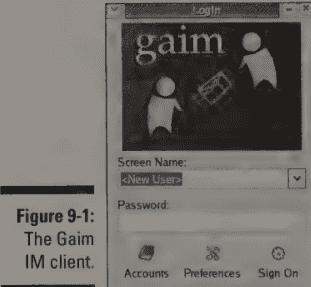 Login
gaim
Screen Name:
<New User>
Password:
Accounts Preferences Sign On
Figure 9-1:
The Gaim
IM client.